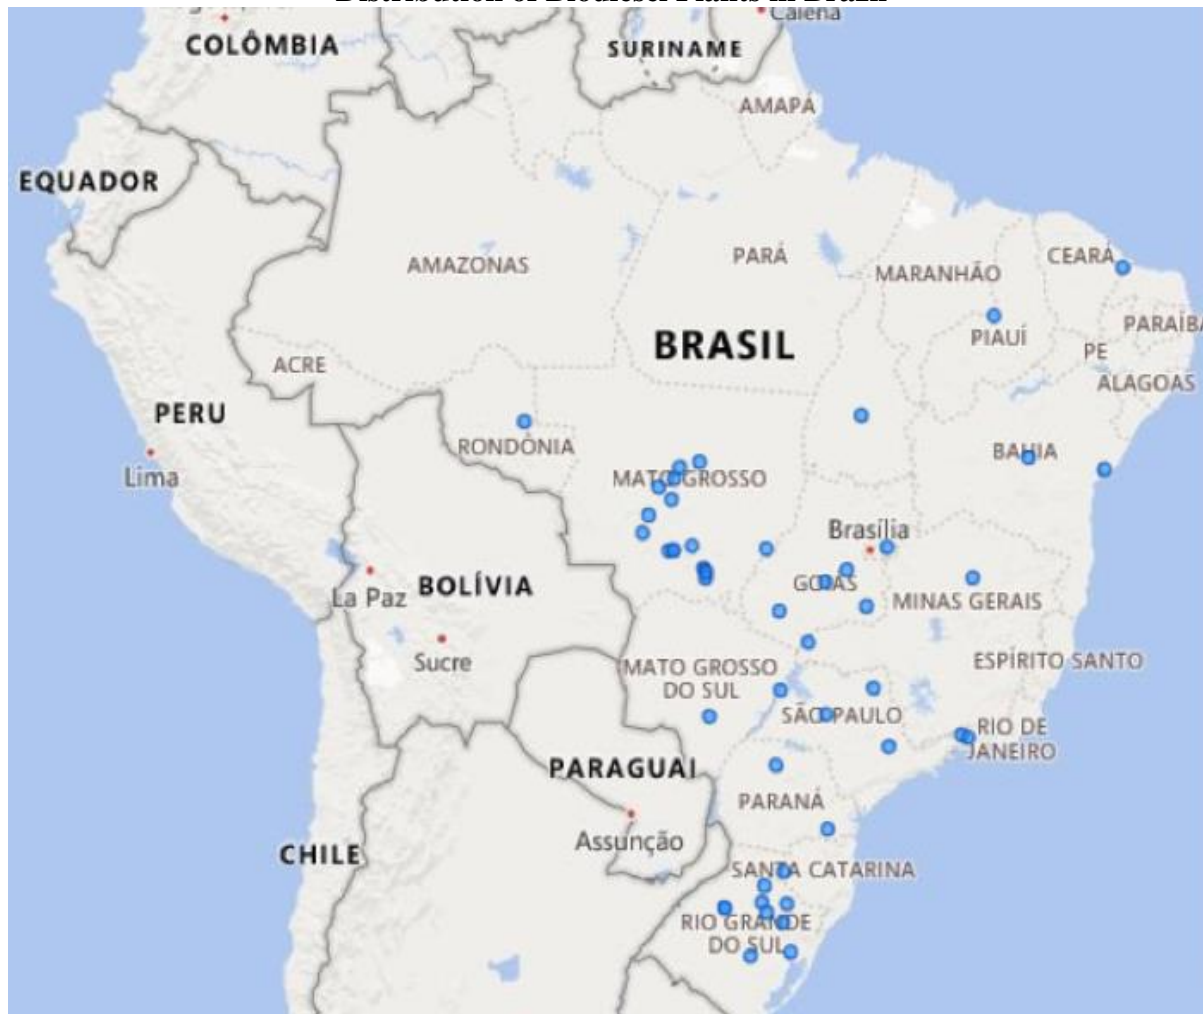 Distribution of Biodiesel Plants in Brazil
Caiena
COLÔMBIA
SURINAME
AMAPÁ
EQUADOR
AMAZONAS
PARÁ
MARANHÃO
CEARÁ
BRASIL
PIAUÍ
PARAÍBA
PE
ACRE
ALAGOAS
PERU
RONDÔNIA
BAHIA
Lima
MATO GROSSO
Brasília
BOLÍVIA
La Paz
GOIÁS
MINAS GERAIS
Sucre
MATO GROSSO
DO SUL
ESPÍRITO SANTO
SÃO PAULO
RIO DE
JANEIRO
PARAGUAI
PARANÁ
Assunção
CHILE
SANTA CATARINA
RIO GRANDE
DO SUL